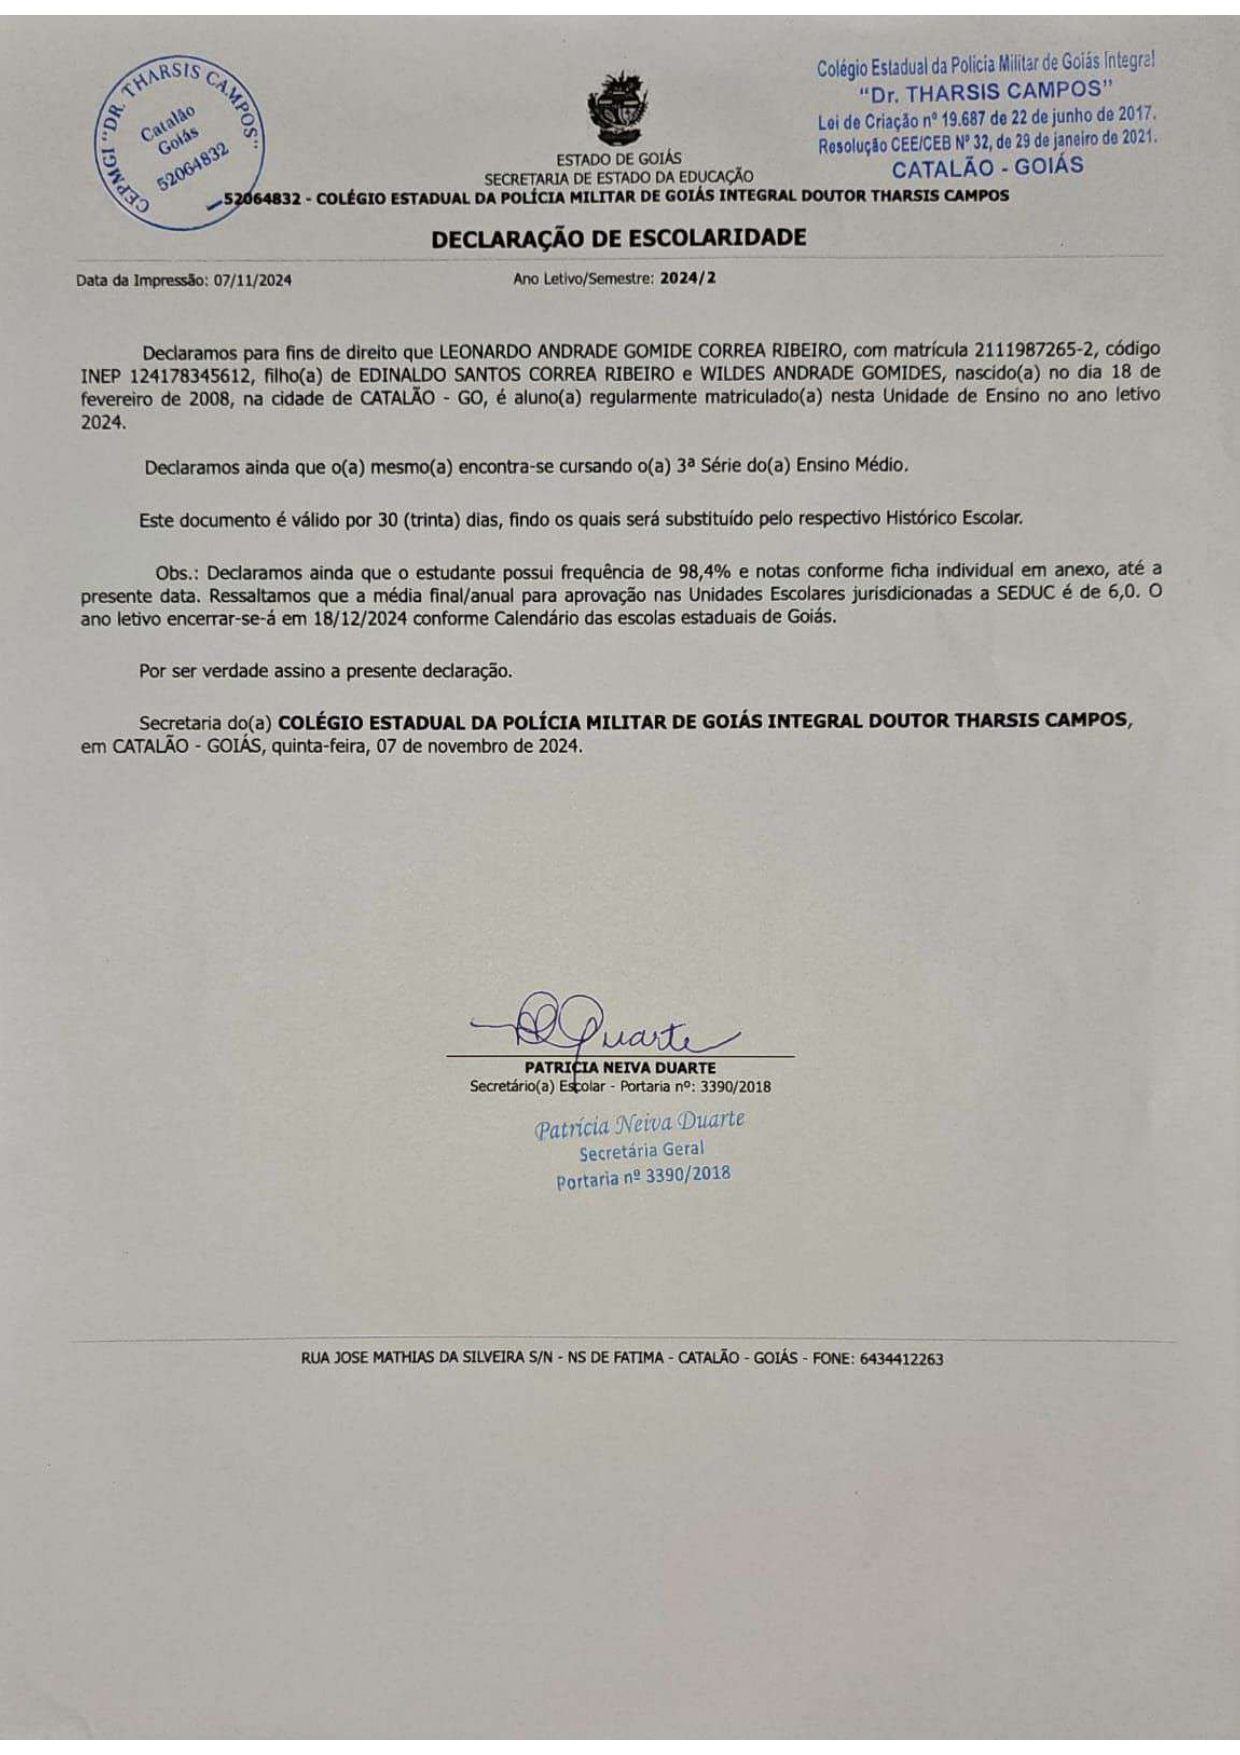 CEPMGI "DR. THARSIS CAMPOS"
Catalão
Goiás
52064832
Colégio Estadual da Polícia Militar de Goiás Integral
"Dr. THARSIS CAMPOS"
Lei de Criação nº 19.687 de 22 de junho de 2017.
Resolução CEE/CEB Nº 32, de 29 de janeiro de 2021.
CATALÃO - GOIÁS
ESTADO DE GOIÁS
SECRETARIA DE ESTADO DA EDUCAÇÃO
52064832 - COLÉGIO ESTADUAL DA POLÍCIA MILITAR DE GOIÁS INTEGRAL DOUTOR THARSIS CAMPOS
DECLARAÇÃO DE ESCOLARIDADE
Data da Impressão: 07/11/2024 Ano Letivo/Semestre: 2024/2
Declaramos para fins de direito que LEONARDO ANDRADE GOMIDE CORREA RIBEIRO, com matrícula 2111987265-2, código
INEP 124178345612, filho(a) de EDINALDO SANTOS CORREA RIBEIRO e WILDES ANDRADE GOMIDES, nascido(a) no dia 18 de
fevereiro de 2008, na cidade de CATALÃO - GO, é aluno(a) regularmente matriculado(a) nesta Unidade de Ensino no ano letivo
2024.
Declaramos ainda que o(a) mesmo(a) encontra-se cursando o(a) 3ª Série do(a) Ensino Médio.
Este documento é válido por 30 (trinta) dias, findo os quais será substituído pelo respectivo Histórico Escolar.
Obs.: Declaramos ainda que o estudante possui frequência de 98,4% e notas conforme ficha individual em anexo, até a
presente data. Ressaltamos que a média final/anual para aprovação nas Unidades Escolares jurisdicionadas a SEDUC é de 6,0. O
ano letivo encerrar-se-á em 18/12/2024 conforme Calendário das escolas estaduais de Goiás.
Por ser verdade assino a presente declaração.
Secretaria do(a) COLÉGIO ESTADUAL DA POLÍCIA MILITAR DE GOIÁS INTEGRAL DOUTOR THARSIS CAMPOS,
em CATALÃO - GOIÁS, quinta-feira, 07 de novembro de 2024.
Duarte
PATRICIA NEIVA DUARTE
Secretário(a) Escolar - Portaria nº: 3390/2018
Patrícia Neiva Duarte
Secretária Geral
Portaria nº 3390/2018
RUA JOSE MATHIAS DA SILVEIRA S/N - NS DE FATIMA - CATALÃO - GOIÁS - FONE: 6434412263